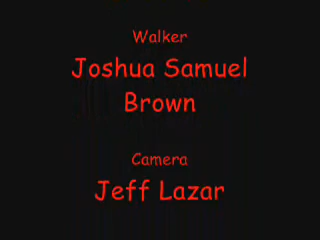 Walker
Joshua Samuel
Brown
Camera
Jeff Lazar